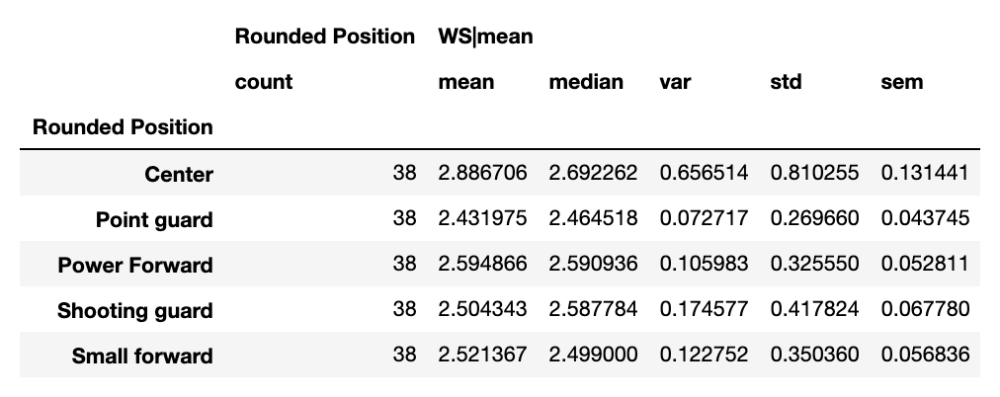 Rounded Position WS|mean
count mean median var std sem
Rounded Position
Center 38 2.886706 2.692262 0.656514 0.810255 0.131441
Point guard 38 2.431975 2.464518 0.072717 0.269660 0.043745
Power Forward 38 2.594866 2.590936 0.105983 0.325550 0.052811
Shooting guard 38 2.504343 2.587784 0.174577 0.417824 0.067780
Small forward 38 2.521367 2.499000 0.122752 0.350360 0.056836